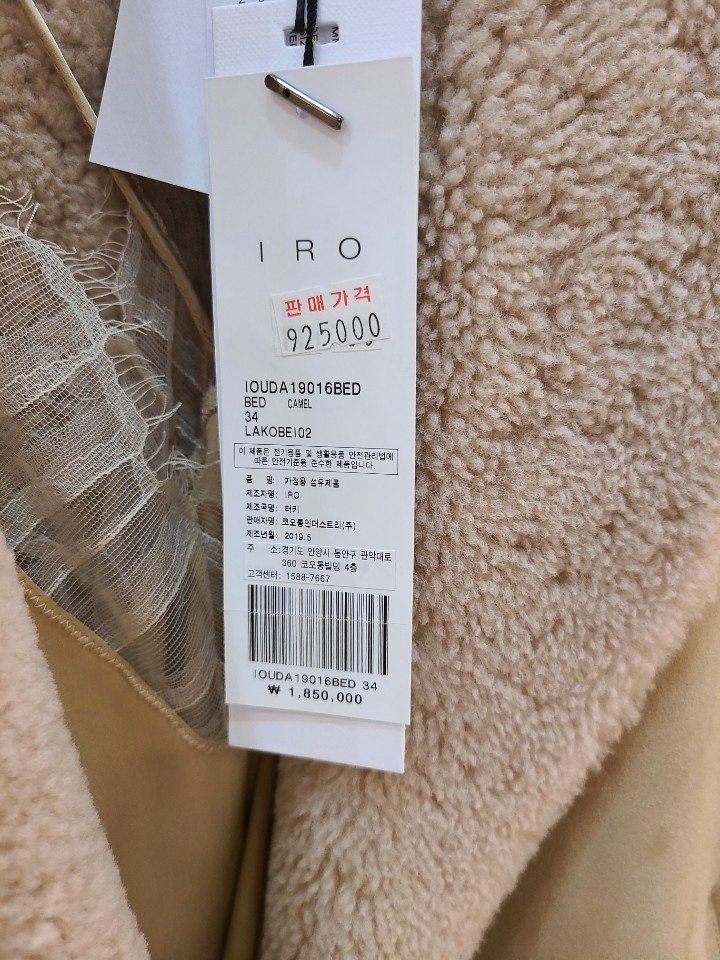 IRO
판매가격
925000
IOUDA19016BED
BED CAMEL
34
LAKOBEI02
이 제품은 전기용품 및 생활용품 안전관리법에
따른 안전기준을 준수한 제품입니다.
품 명: 가정용 섬유제품
제조자명: IRO
제조국명: 터키
판매자명: 코오롱인더스트리(주)
제조년월: 2019.5
주 소:경기도 안양시 동안구 관악대로
360 코오롱빌딩 4층
고객센터: 1588-7667
IOUDA19016BED 34
₩ 1,850,000